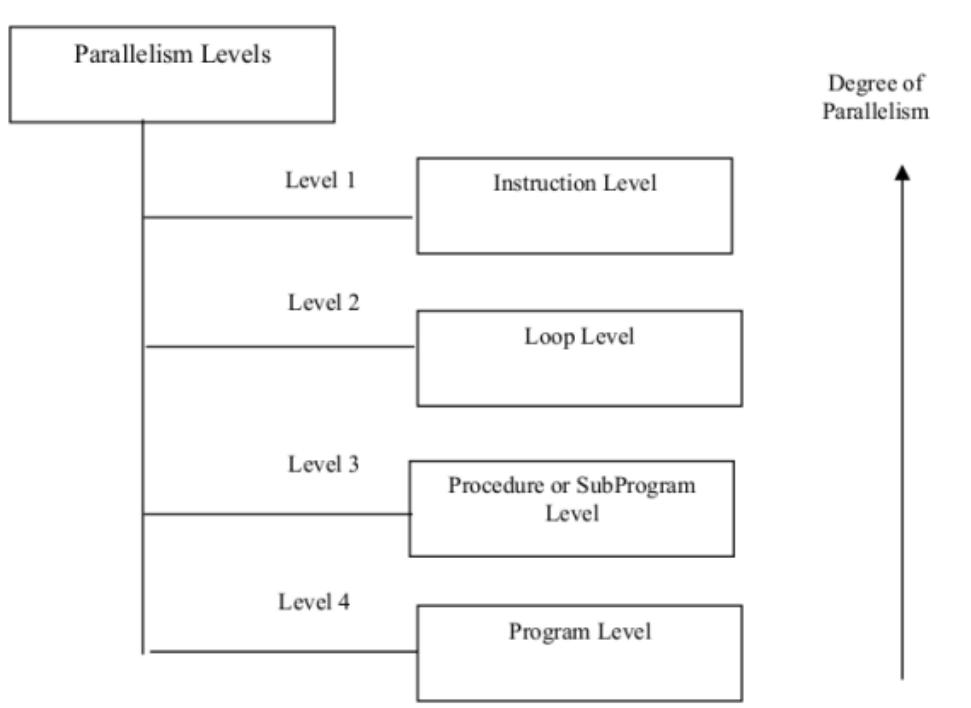 Parallelism Levels
Degree of
Parallelism
Level 1
Instruction Level
Level 2
Loop Level
Level 3
Procedure or SubProgram
Level
Level 4
Program Level